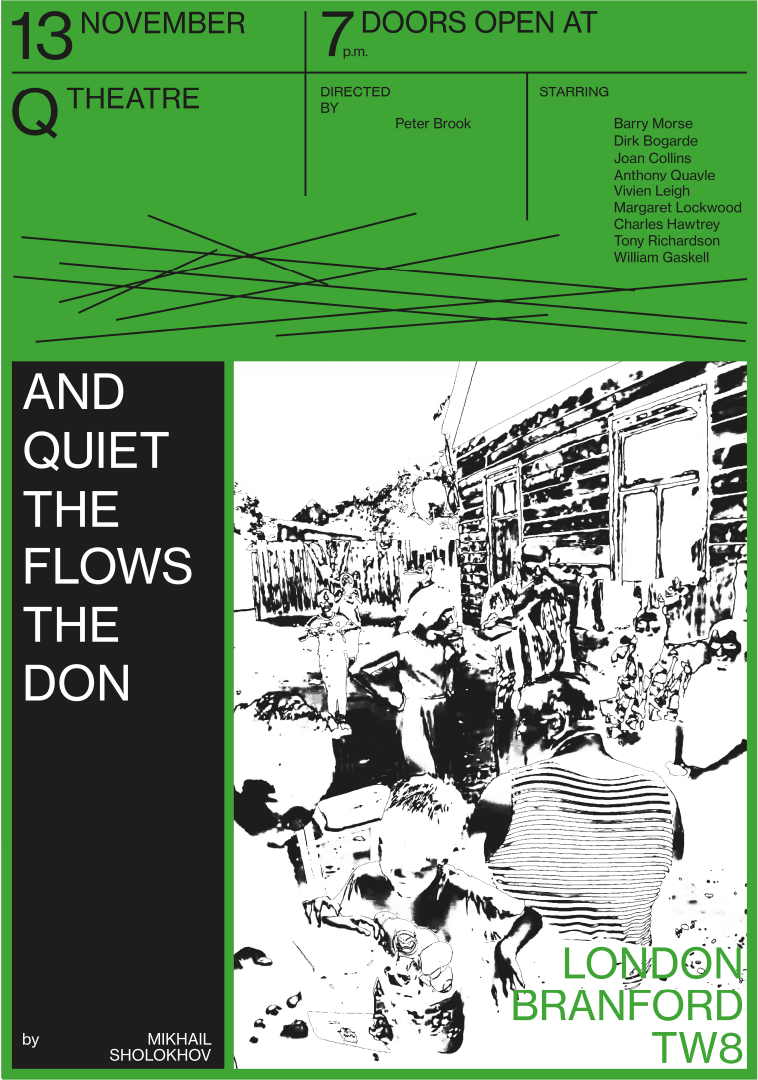 13 NOVEMBER
7 p.m. DOORS OPEN AT
Q THEATRE
DIRECTED
BY
Peter Brook
STARRING
Barry Morse
Dirk Bogarde
Joan Collins
Anthony Quayle
Vivien Leigh
Margaret Lockwood
Charles Hawtrey
Tony Richardson
William Gaskell
AND
QUIET
THE
FLOWS
THE
DON
by
MIKHAIL
SHOLOKHOV
LONDON
BRANFORD
TW8